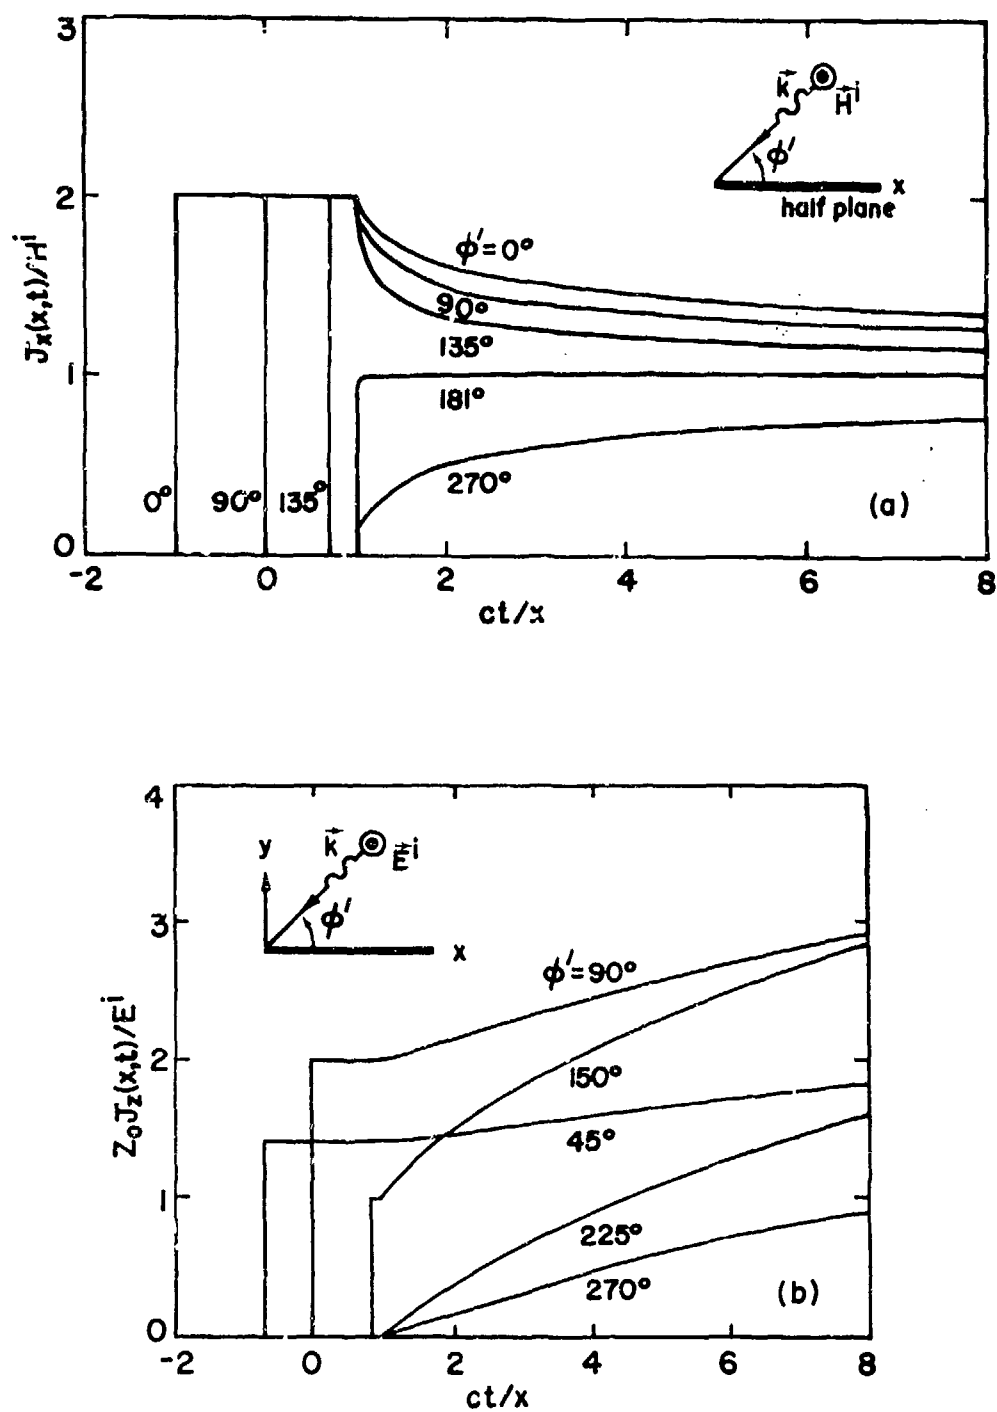 3
2
1
0
J_x(x,t)/H^i
k⃗
H⃗^i
ϕ'
x
half plane
ϕ'=0°
90°
135°
181°
270°
0° 90° 135°
(a)
-2 0 2 4 6 8
ct/x
4
3
2
1
0
Z_0J_z(x,t)/E^i
y
k⃗
E⃗^i
ϕ'
x
ϕ'=90°
150°
45°
225°
270°
(b)
-2 0 2 4 6 8
ct/x